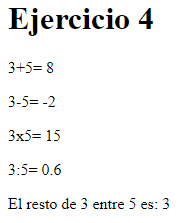 Ejercicio 4
3+5= 8
3-5= -2
3x5= 15
3:5= 0.6
El resto de 3 entre 5 es: 3